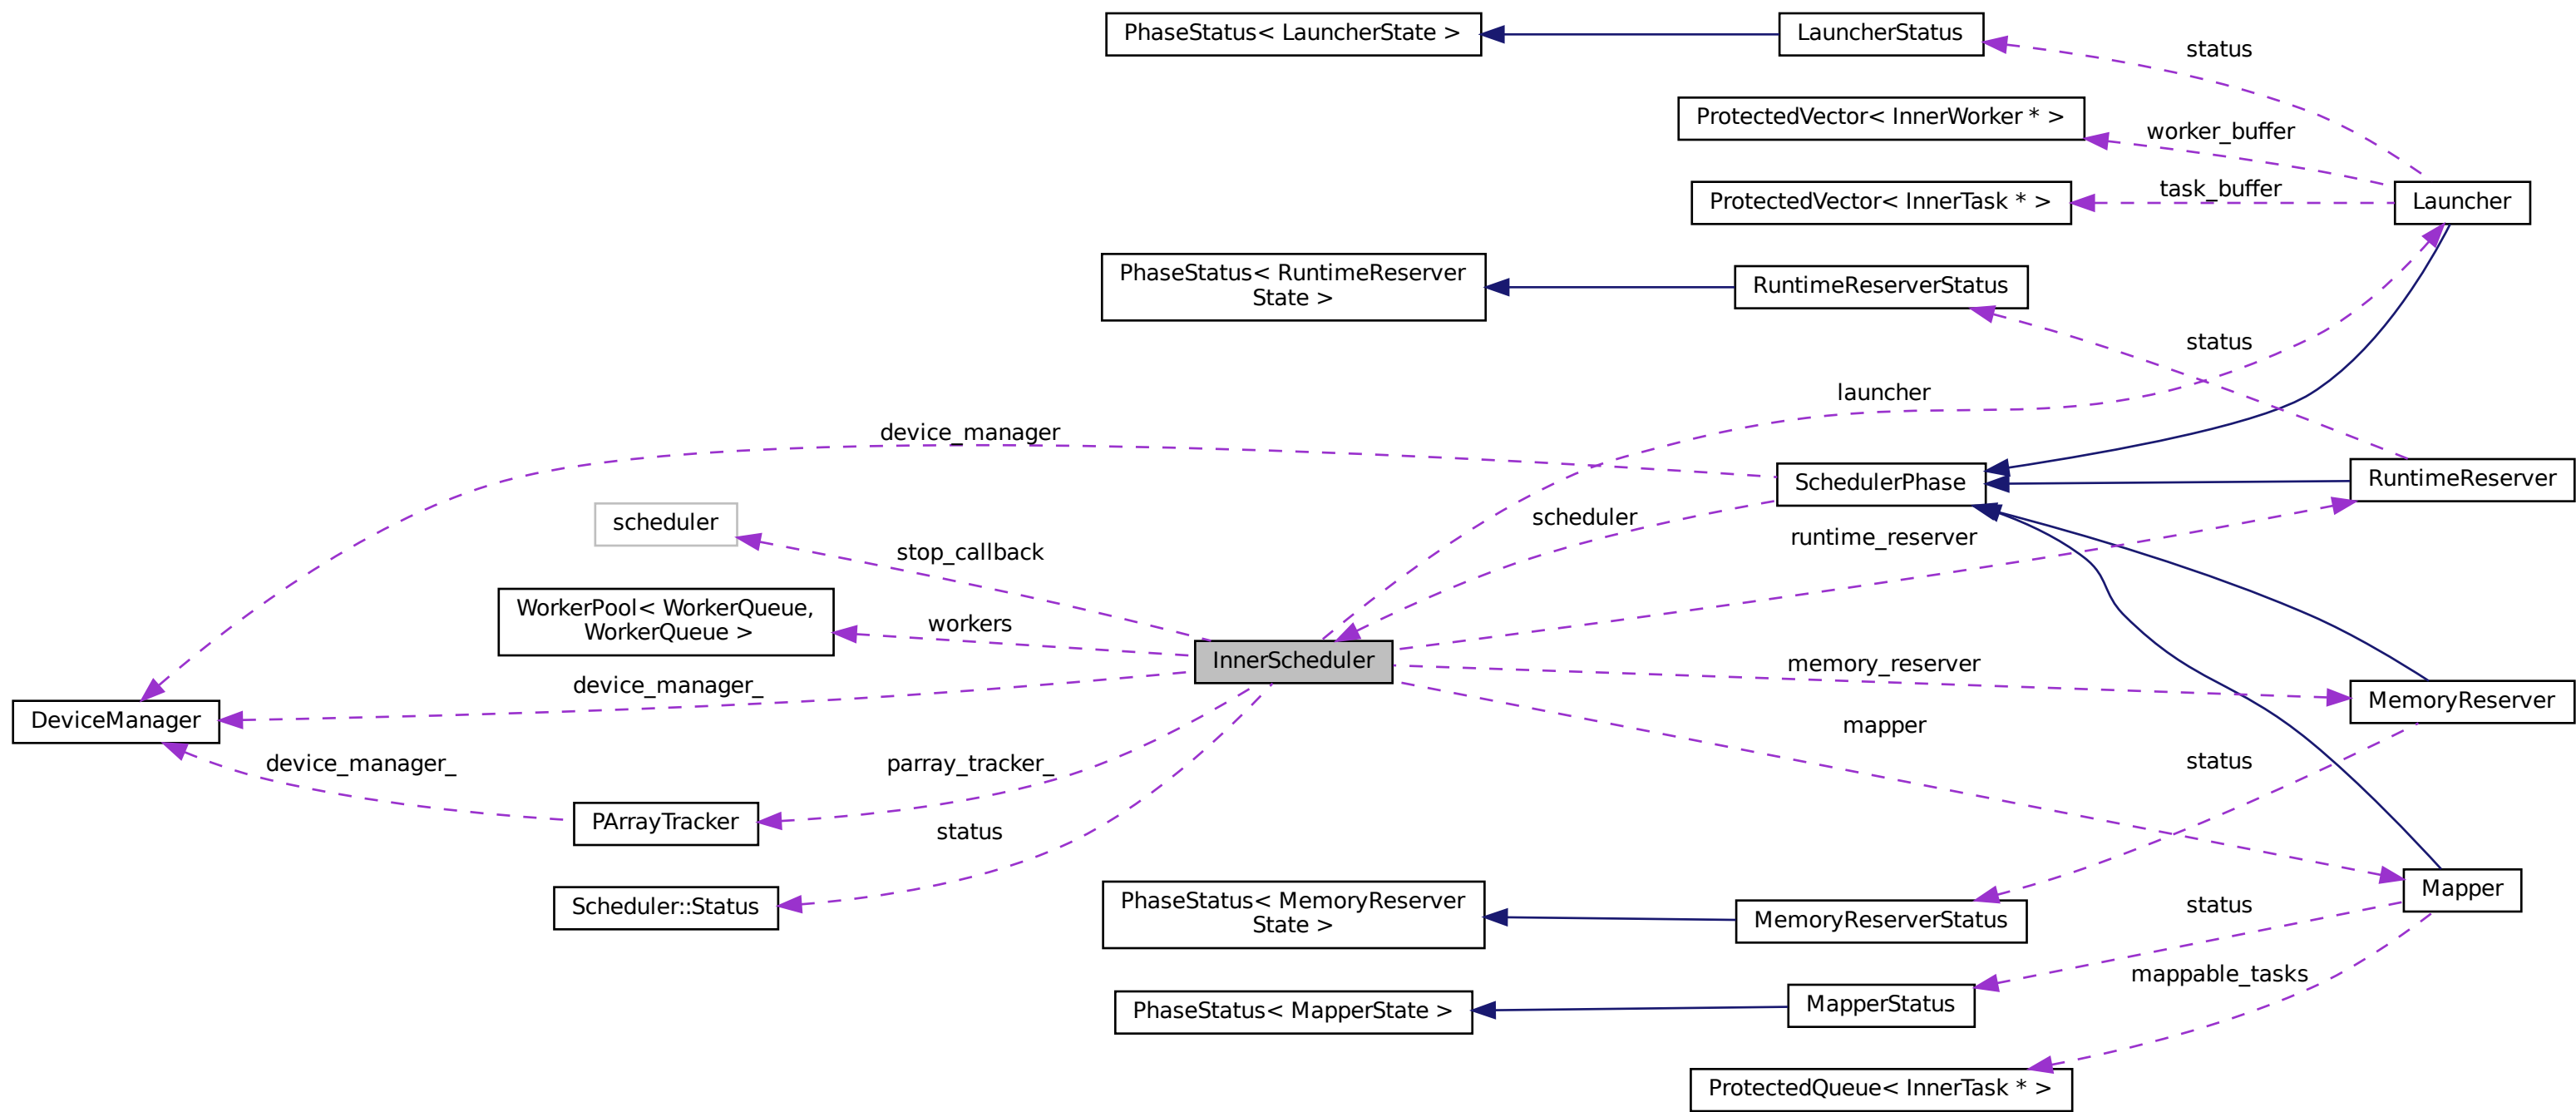 PhaseStatus< LauncherState >
LauncherStatus
status
ProtectedVector< InnerWorker * >
worker_buffer
ProtectedVector< InnerTask * >
task_buffer
Launcher
PhaseStatus< RuntimeReserver
State >
RuntimeReserverStatus
status
launcher
device_manager
SchedulerPhase
RuntimeReserver
scheduler
scheduler
runtime_reserver
stop_callback
WorkerPool< WorkerQueue,
WorkerQueue >
workers
InnerScheduler
memory_reserver
device_manager_
MemoryReserver
DeviceManager
mapper
device_manager_
parray_tracker_
status
PArrayTracker
status
Scheduler::Status
PhaseStatus< MemoryReserver
State >
MemoryReserverStatus
Mapper
status
mappable_tasks
PhaseStatus< MapperState >
MapperStatus
ProtectedQueue< InnerTask * >